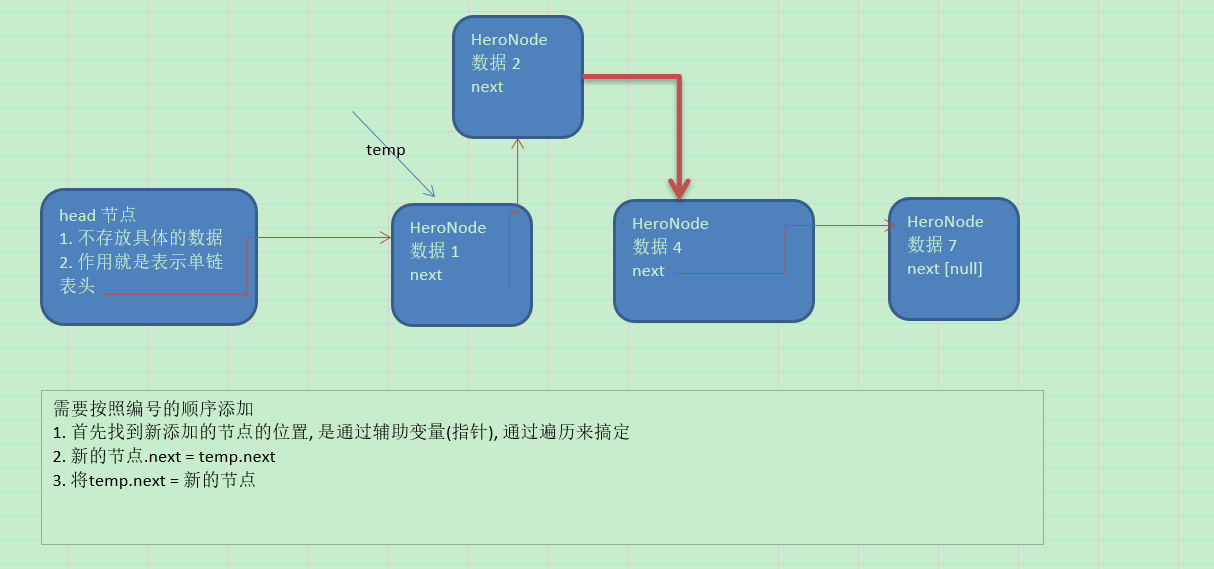 HeroNode
数据 2
next
temp
head 节点
1. 不存放具体的数据
2. 作用就是表示单链
表头
HeroNode
数据 1
next
HeroNode
数据 4
next
HeroNode
数据 7
next [null]
需要按照编号的顺序添加
1. 首先找到新添加的节点的位置, 是通过辅助变量(指针), 通过遍历来搞定
2. 新的节点.next = temp.next
3. 将temp.next = 新的节点